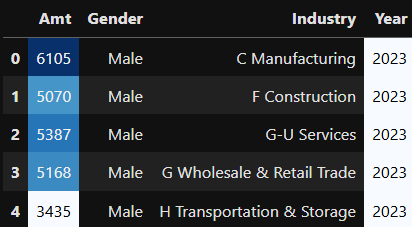 Amt Gender Industry Year
0 6105 Male C Manufacturing 2023
1 5070 Male F Construction 2023
2 5387 Male G-U Services 2023
3 5168 Male G Wholesale & Retail Trade 2023
4 3435 Male H Transportation & Storage 2023